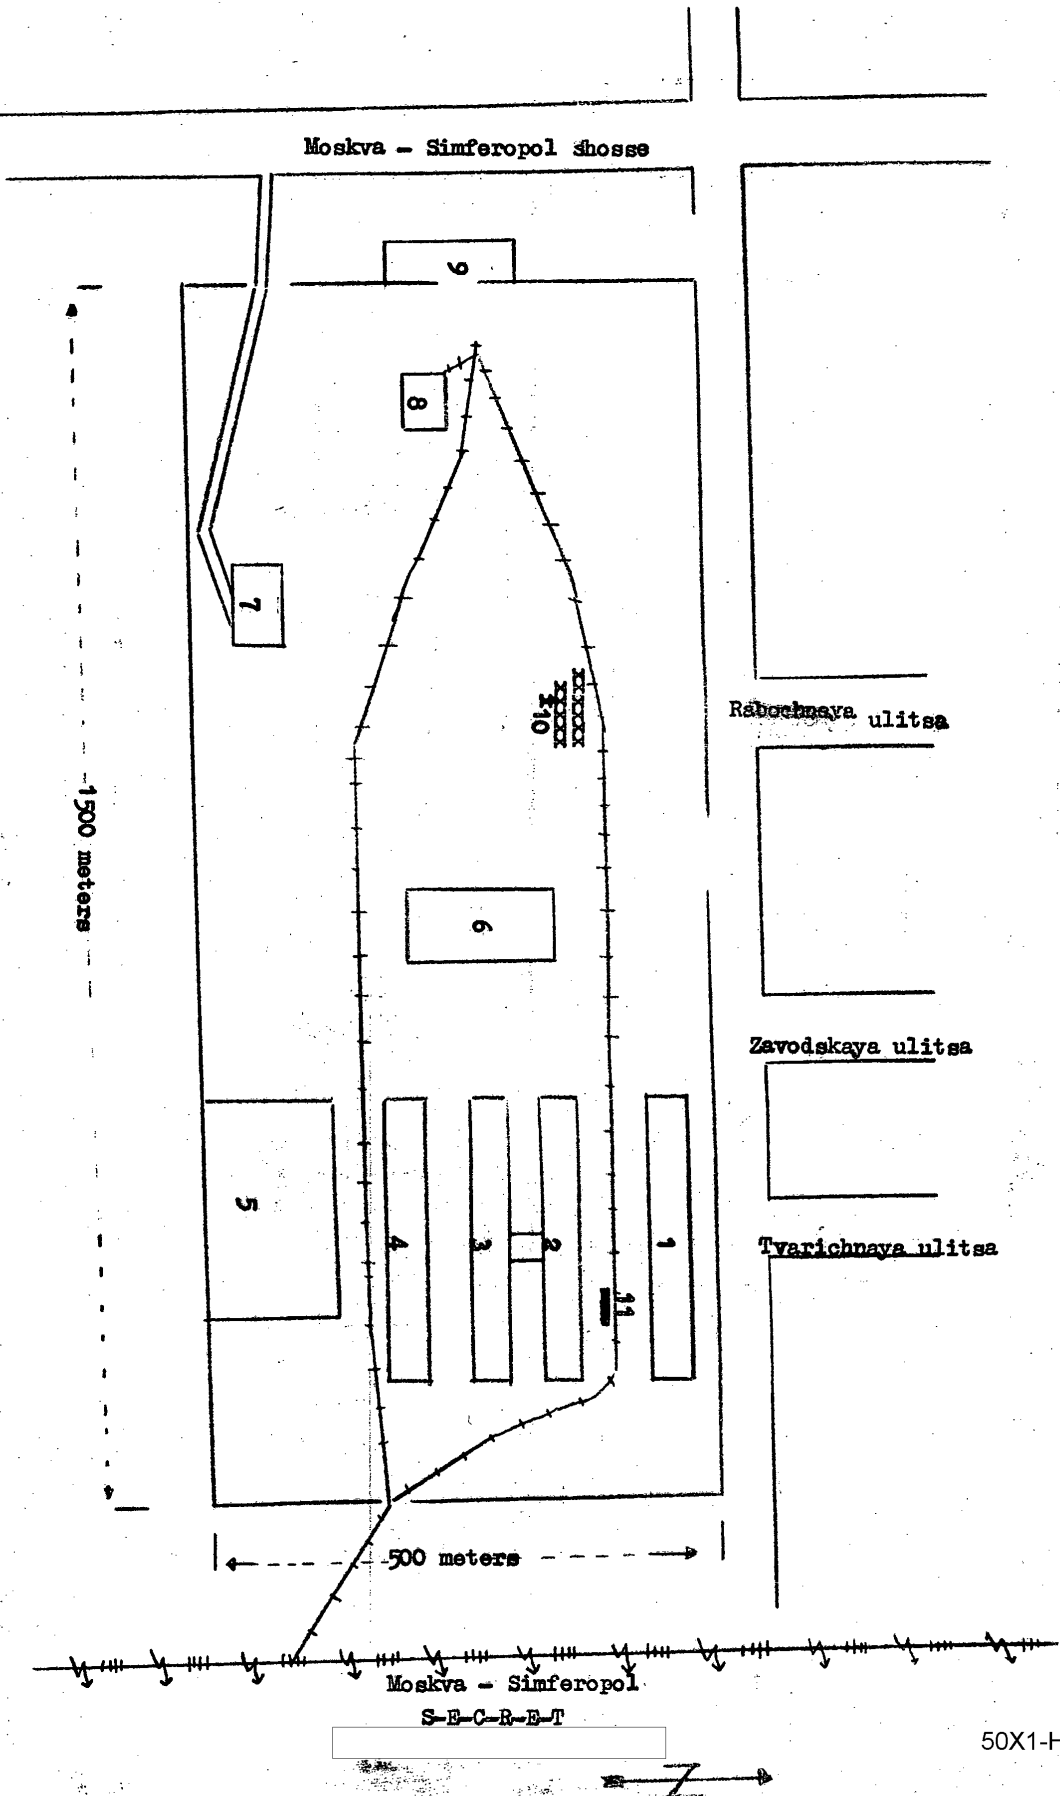 Moskva - Simferopol shosse
9
8
7
10
Rabochnaya ulitsa
1500 meters
6
Zavodskaya ulitsa
5
4
3
2
1
Tvarichnaya ulitsa
11
500 meters
Moskva - Simferopol
S-E-C-R-E-T
50X1-H